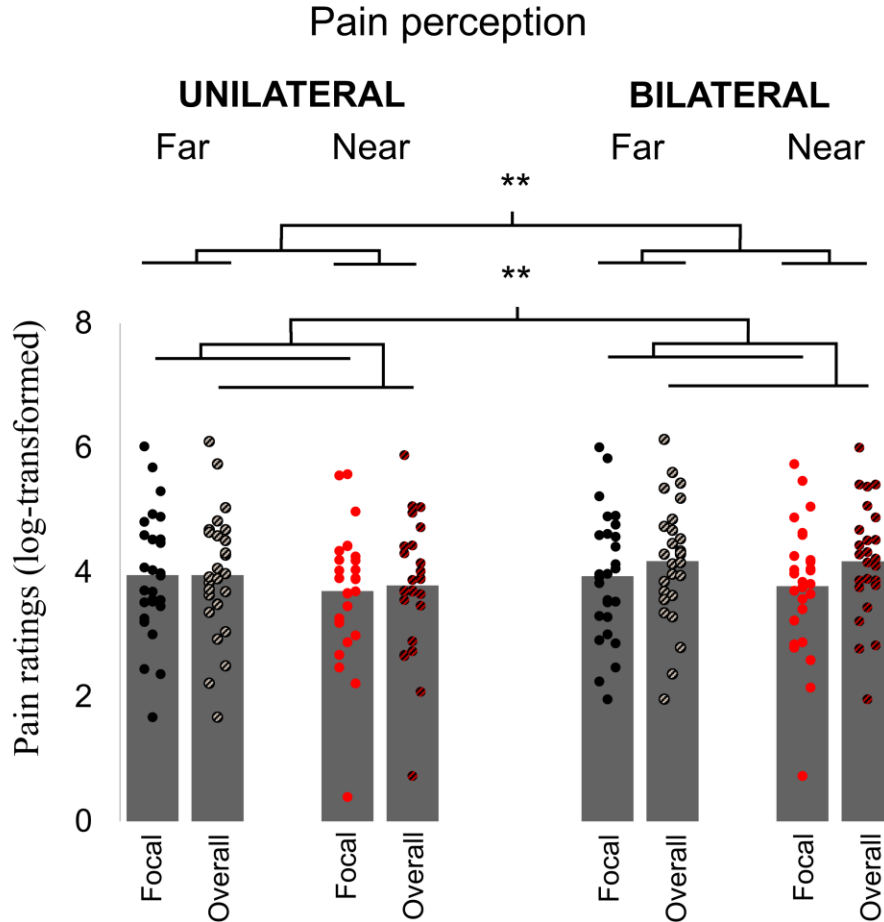 Pain perception
UNILATERAL BILATERAL
Far Near Far Near
**
**
Pain ratings (log-transformed)
8
6
4
2
0
Focal Overall Focal Overall Focal Overall Focal Overall